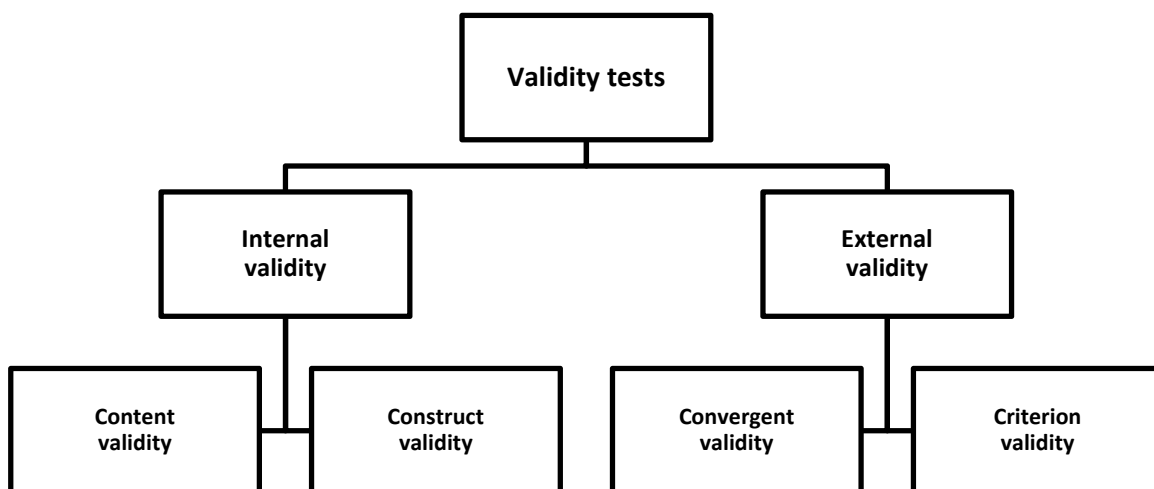 Validity tests
Internal
validity
External
validity
Content
validity
Construct
validity
Convergent
validity
Criterion
validity